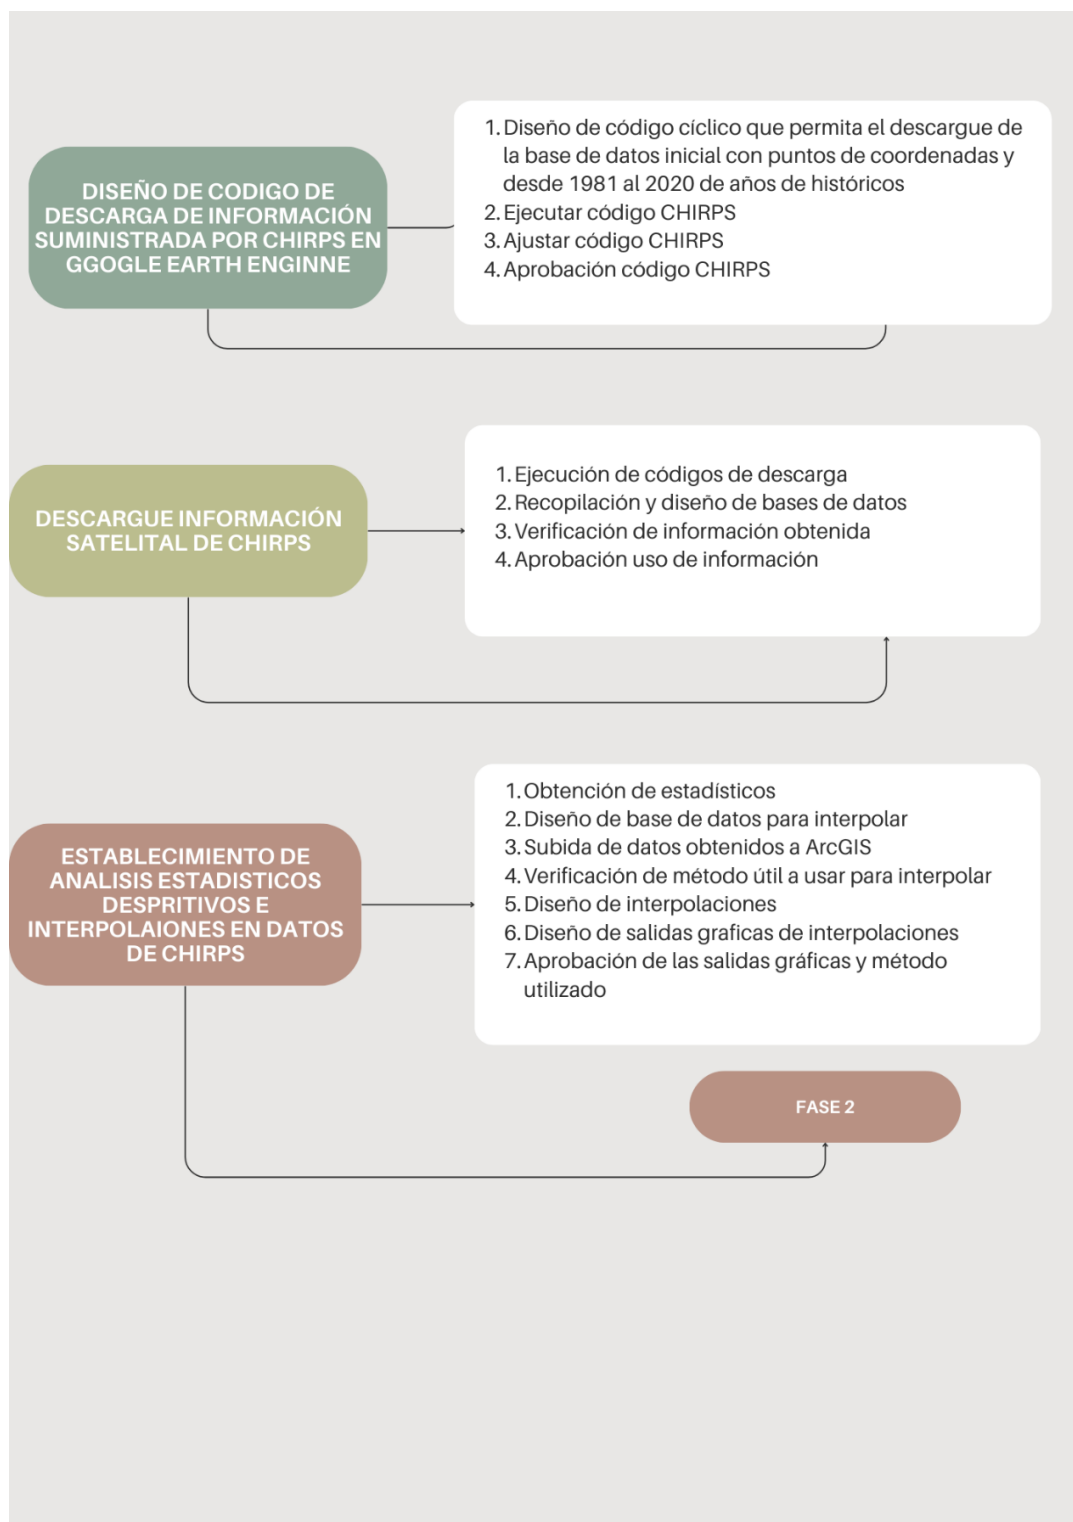 DISEÑO DE CODIGO DE
DESCARGA DE INFORMACIÓN
SUMINISTRADA POR CHIRPS EN
GGOGLE EARTH ENGINNE
1. Diseño de código cíclico que permita el descargue de
la base de datos inicial con puntos de coordenadas y
desde 1981 al 2020 de años de históricos
2. Ejecutar código CHIRPS
3. Ajustar código CHIRPS
4. Aprobación código CHIRPS
DESCARGUE INFORMACIÓN
SATELITAL DE CHIRPS
1. Ejecución de códigos de descarga
2. Recopilación y diseño de bases de datos
3. Verificación de información obtenida
4. Aprobación uso de información
ESTABLECIMIENTO DE
ANALISIS ESTADISTICOS
DESPRITIVOS E
INTERPOLAIONES EN DATOS
DE CHIRPS
1. Obtención de estadísticos
2. Diseño de base de datos para interpolar
3. Subida de datos obtenidos a ArcGIS
4. Verificación de método útil a usar para interpolar
5. Diseño de interpolaciones
6. Diseño de salidas graficas de interpolaciones
7. Aprobación de las salidas gráficas y método
utilizado
FASE 2